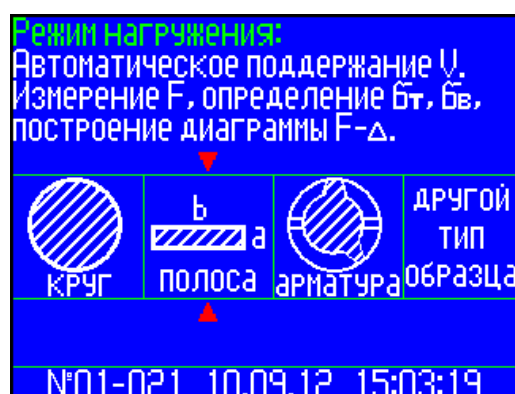 Режим нагружения:
Автоматическое поддержание V.
Измерение F, определение бт, бв,
построение диаграммы F-Δ.
b
a
круг
полоса
арматура
другой
тип
образца
№01-021 10.09.12 15:03:19